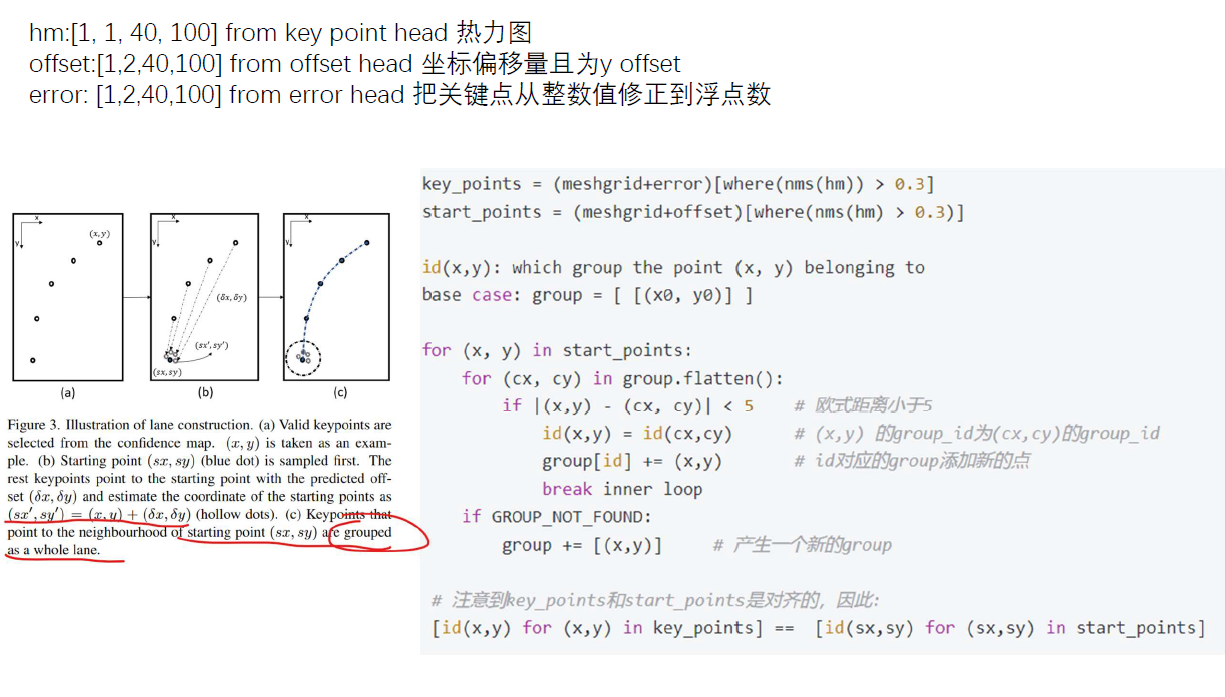 hm:[1, 1, 40, 100] from key point head 热力图
offset:[1,2,40,100] from offset head 坐标偏移量且为y offset
error: [1,2,40,100] from error head 把关键点从整数值修正到浮点数
x
y
(x,y)
(a)
x
y
(δx,δy)
(sx′,sy′)
(sx,sy)
(b)
x
y
(c)
Figure 3. Illustration of lane construction. (a) Valid keypoints are
selected from the confidence map. (x, y) is taken as an exam-
ple. (b) Starting point (sx, sy) (blue dot) is sampled first. The
rest keypoints point to the starting point with the predicted off-
set (δx, δy) and estimate the coordinate of the starting points as
(sx′, sy′) = (x, y) + (δx, δy) (hollow dots). (c) Keypoints that
point to the neighbourhood of starting point (sx, sy) are grouped
as a whole lane.
key_points = (meshgrid+error)[where(nms(hm)) > 0.3]
start_points = (meshgrid+offset)[where(nms(hm) > 0.3)]
id(x,y): which group the point (x, y) belonging to
base case: group = [ [(x0, y0)] ]
for (x, y) in start_points:
for (cx, cy) in group.flatten():
if |(x,y) - (cx, cy)| < 5 # 欧式距离小于5
id(x,y) = id(cx,cy) # (x,y) 的group_id为(cx,cy)的group_id
group[id] += (x,y) # id对应的group添加新的点
break inner loop
if GROUP_NOT_FOUND:
group += [(x,y)] # 产生一个新的group
# 注意到key_points和start_points是对齐的，因此:
[id(x,y) for (x,y) in key_points] == [id(sx,sy) for (sx,sy) in start_points]